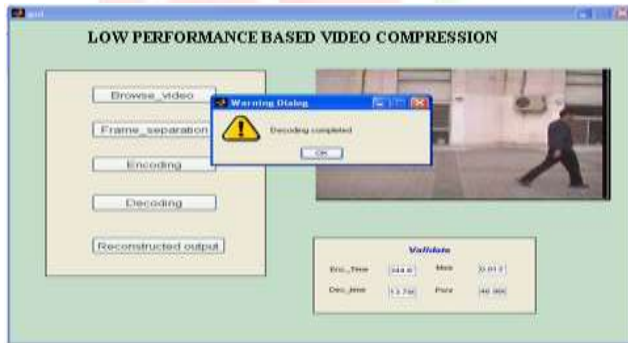 gui
LOW PERFORMANCE BASED VIDEO COMPRESSION
Browse_video
Frame_separation
Encoding
Decoding
Reconstructed output
Warning Dialog
Decoding completed
OK
Validate
Enc_Time
Dec_time
Psnr